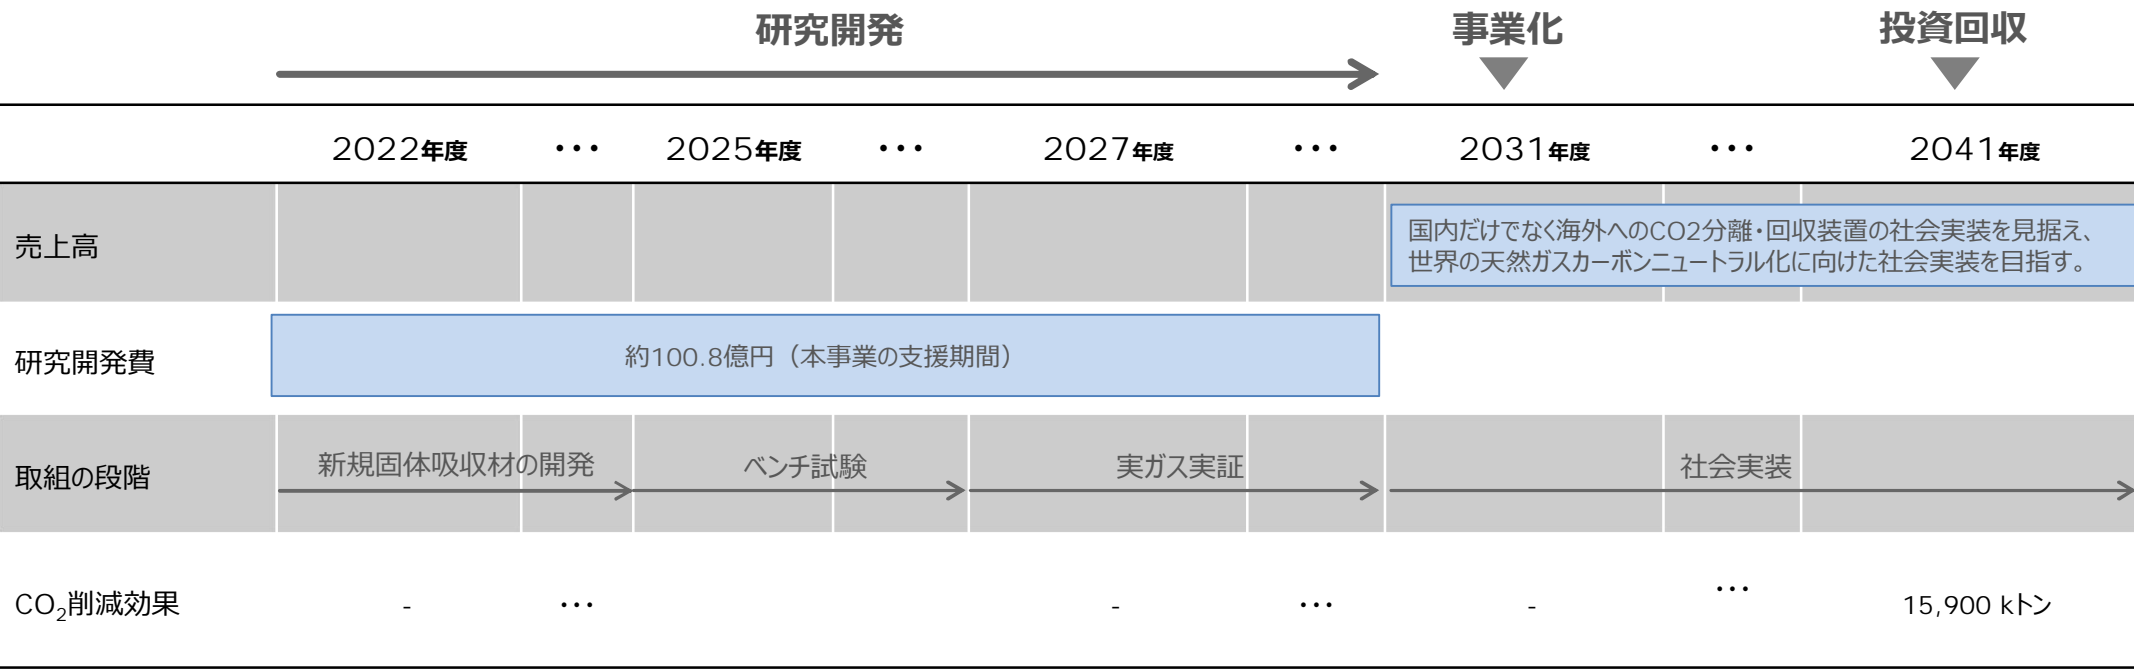 研究開発 事業化 投資回収
2022年度 ・・・ 2025年度 ・・・ 2027年度 ・・・ 2031年度 ・・・ 2041年度
売上高
国内だけでなく海外へのCO2分離・回収装置の社会実装を見据え、
世界の天然ガスカーボンニュートラル化に向けた社会実装を目指す。
研究開発費 約100.8億円（本事業の支援期間）
取組の段階 新規固体吸収材の開発 ベンチ試験 実ガス実証 社会実装
CO₂削減効果 - ・・・ - ・・・ - ・・・ 15,900 kトン